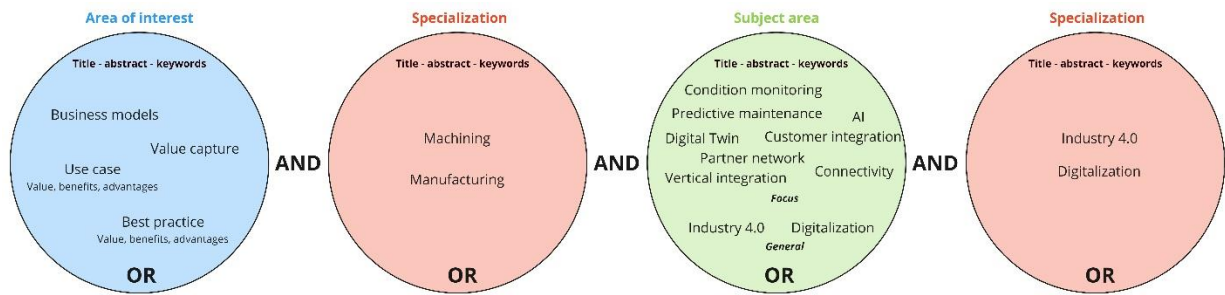 Area of interest
Title - abstract - keywords
Business models
Value capture
Use case
Value, benefits, advantages
Best practice
Value, benefits, advantages
OR
AND
Specialization
Title - abstract - keywords
Machining
Manufacturing
OR
AND
Subject area
Title - abstract - keywords
Condition monitoring
Predictive maintenance
AI
Digital Twin
Customer integration
Partner network
Connectivity
Vertical integration
Focus
Industry 4.0
Digitalization
General
OR
AND
Specialization
Title - abstract - keywords
Industry 4.0
Digitalization
OR